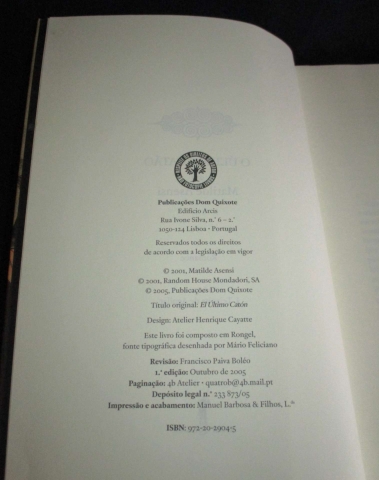 Publicações Dom Quixote
Edifício Arcis
Rua Ivone Silva, n.º 6 – 2.º
1050-124 Lisboa • Portugal
Reservados todos os direitos
de acordo com a legislação em vigor
© 2001, Matilde Asensi
© 2001, Random House Mondadori, SA
© 2005, Publicações Dom Quixote
Título original: El Último Catón
Design: Atelier Henrique Cayatte
Este livro foi composto em Rongel,
fonte tipográfica desenhada por Mário Feliciano
Revisão: Francisco Paiva Boléo
1.ª edição: Outubro de 2005
Paginação: 4b Atelier • quatrob@4b.mail.pt
Depósito legal n.º 233 873/05
Impressão e acabamento: Manuel Barbosa & Filhos, L.da
ISBN: 972-20-2904-5